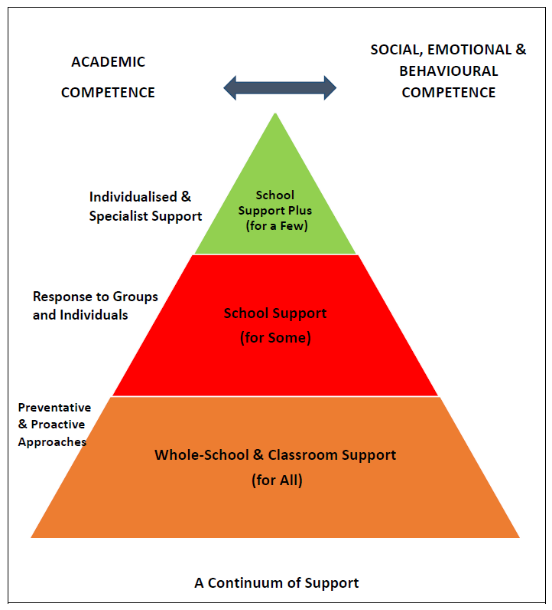 ACADEMIC
COMPETENCE
SOCIAL, EMOTIONAL &
BEHAVIOURAL
COMPETENCE
Individualised &
Specialist Support
School
Support Plus
(for a Few)
Response to Groups
and Individuals
School Support
(for Some)
Preventative
& Proactive
Approaches
Whole-School & Classroom Support
(for All)
A Continuum of Support